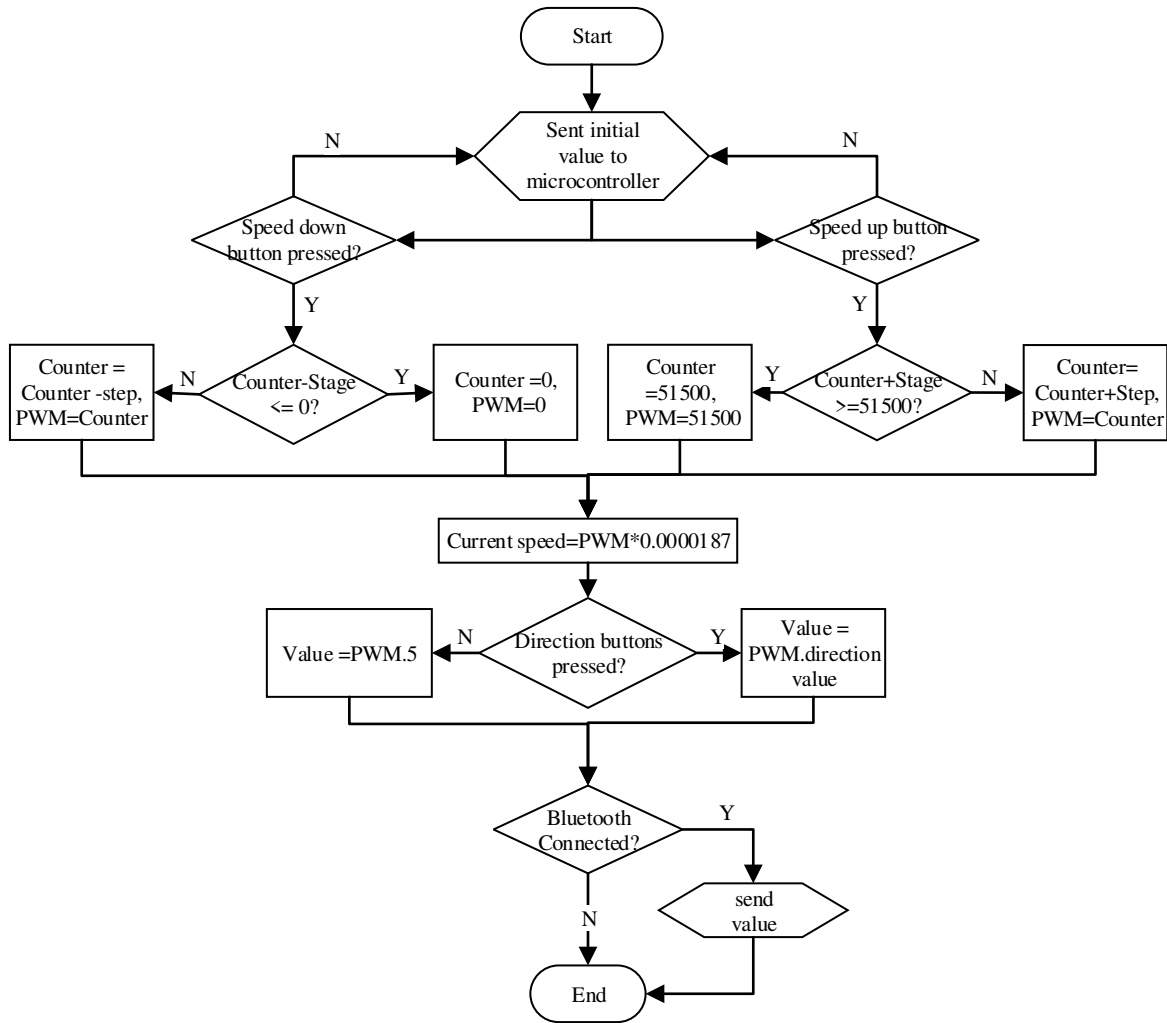 Start
Sent initial
value to
microcontroller
N
N
Speed down
button pressed?
Speed up button
pressed?
Y
Y
Counter =
Counter -step,
PWM=Counter
N
Counter-Stage
<= 0?
Y
Counter =0,
PWM=0
Counter
=51500,
PWM=51500
Y
Counter+Stage
>=51500?
N
Counter=
Counter+Step,
PWM=Counter
Current speed=PWM*0.0000187
Value =PWM.5
N
Direction buttons
pressed?
Y
Value =
PWM.direction
value
Bluetooth
Connected?
Y
N
send
value
End